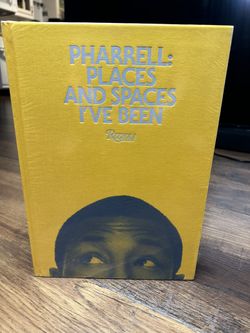 PHARRELL:
PLACES
AND SPACES
I'VE BEEN
Rizzoli